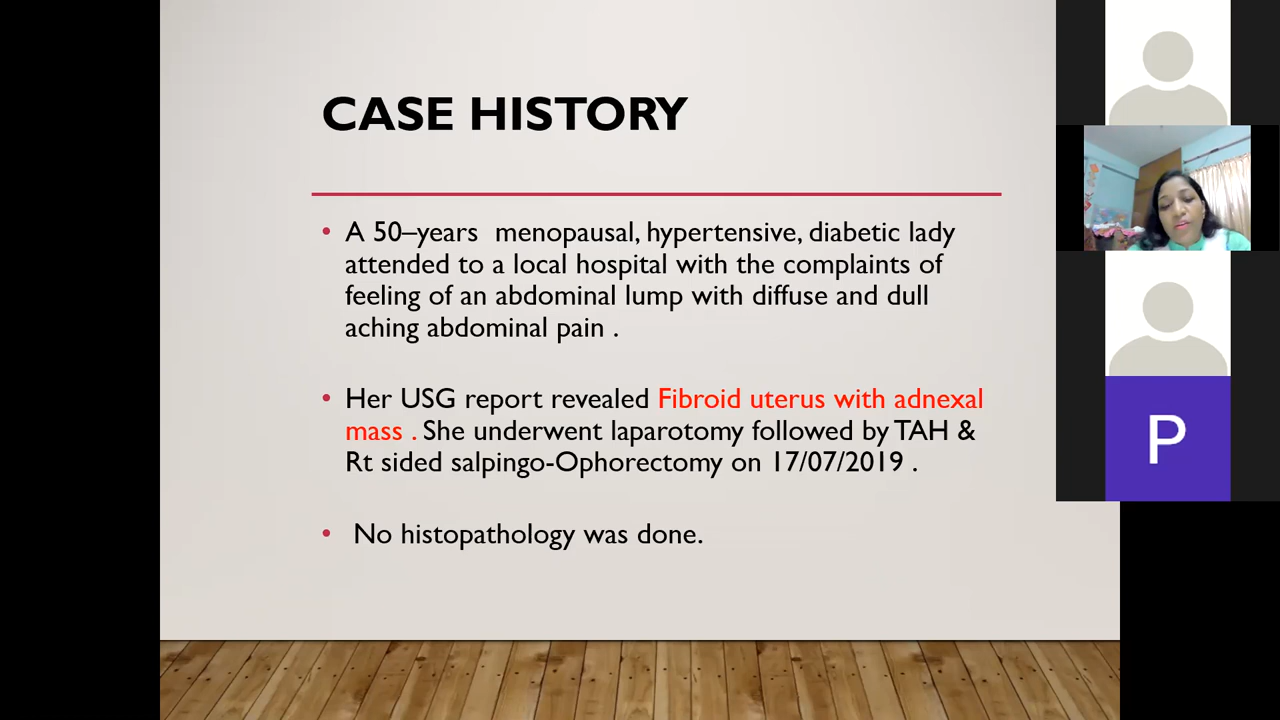 CASE HISTORY
• A 50–years menopausal, hypertensive, diabetic lady
attended to a local hospital with the complaints of
feeling of an abdominal lump with diffuse and dull
aching abdominal pain .
• Her USG report revealed Fibroid uterus with adnexal
mass . She underwent laparotomy followed by TAH &
Rt sided salpingo-Ophorectomy on 17/07/2019 .
• No histopathology was done.
P